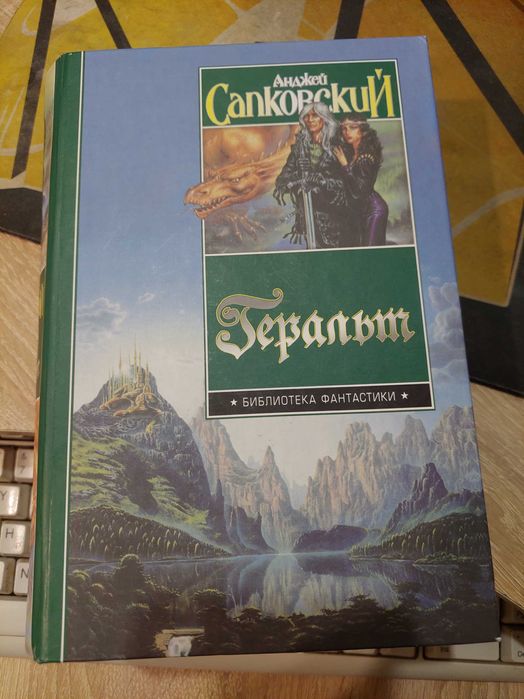 Анджей
Сапковский
Геральт
★ БИБЛИОТЕКА ФАНТАСТИКИ ★
Y
H
N